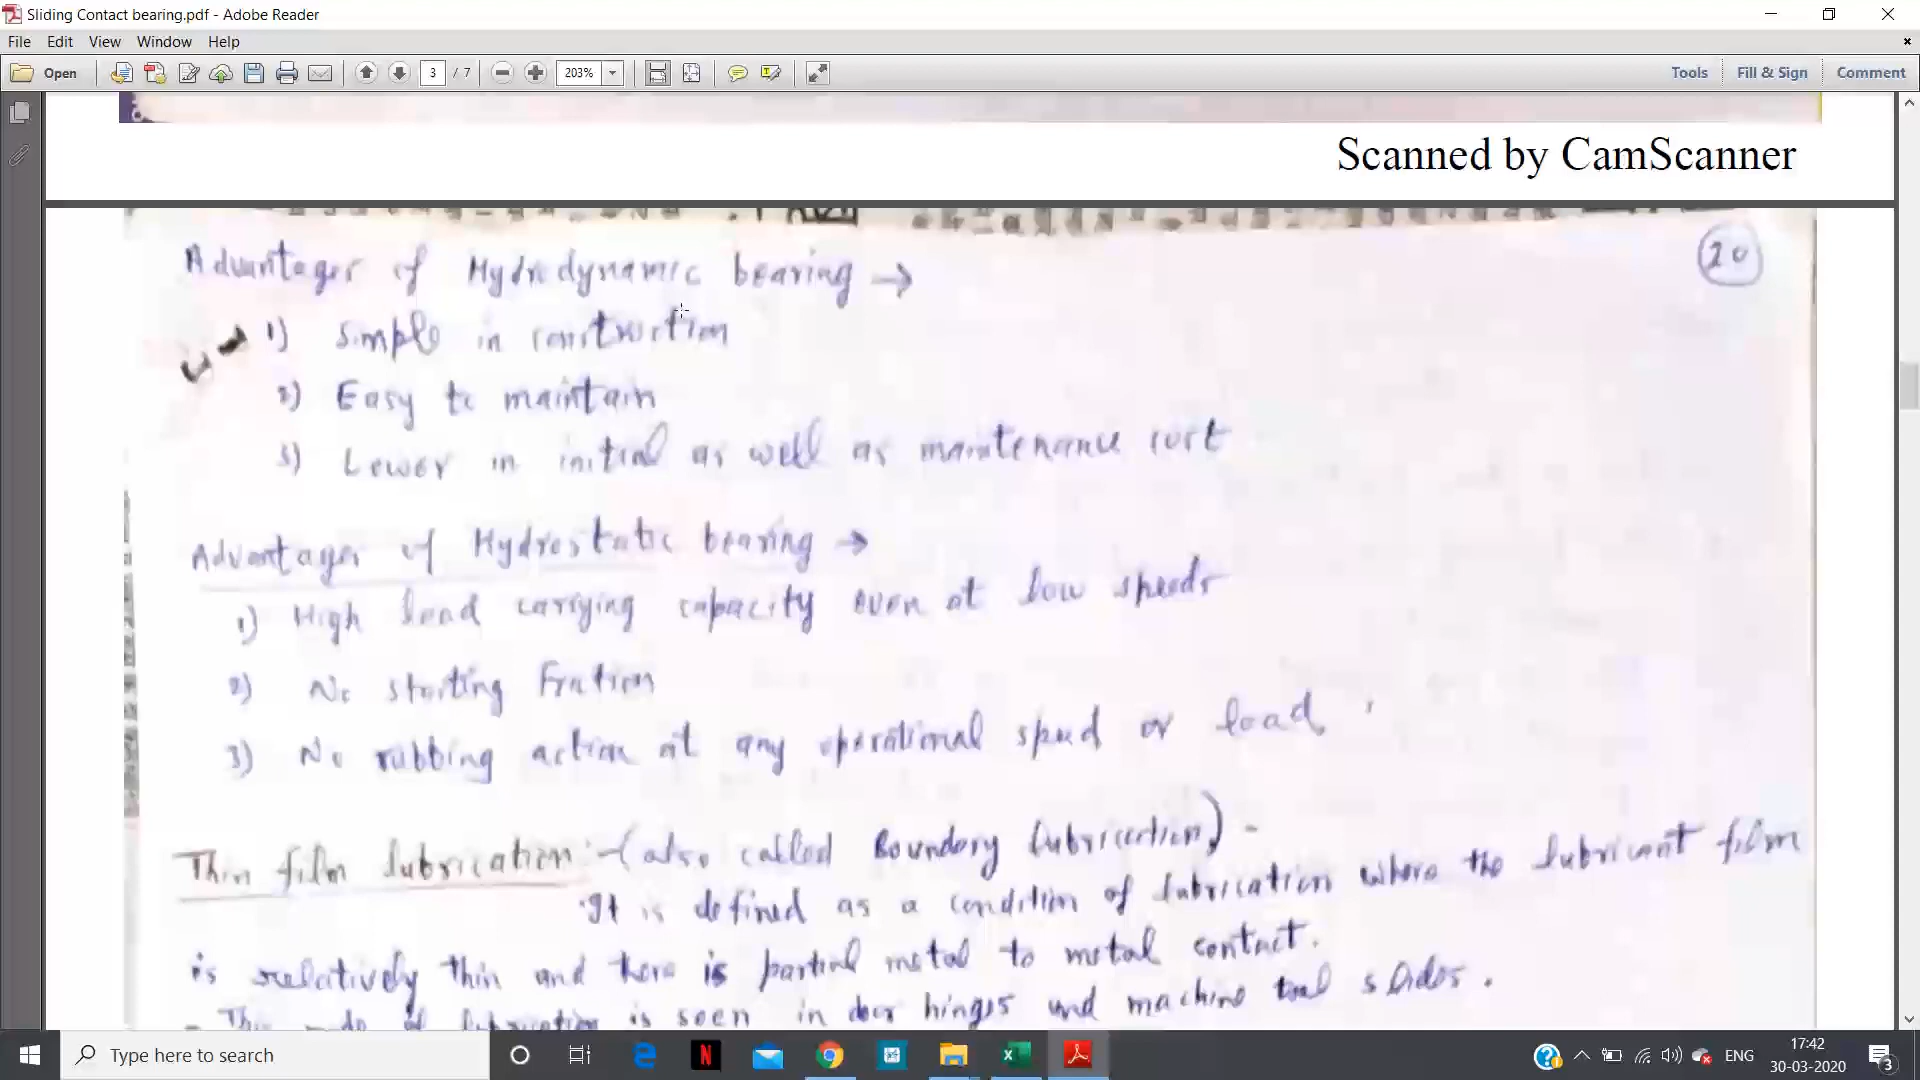 Sliding Contact bearing.pdf - Adobe Reader
File Edit View Window Help
Open 3 / 7 203% Tools Fill & Sign Comment
Scanned by CamScanner
20
Advantages of Hydrodynamic bearing →
1) Simple in construction
2) Easy to maintain
3) Lower in initial as well as maintenance cost
Advantages of Hydrostatic bearing →
1) High load carrying capacity even at low speeds
2) No starting friction
3) No rubbing action at any operational speed or load.
Thin film lubrication :- (also called Boundary lubrication) -
It is defined as a condition of lubrication where the lubricant film
is relatively thin and there is partial metal to metal contact.
- This mode of lubrication is seen in door hinges and machine tool slides.
Type here to search
ENG
17:42
30-03-2020
3